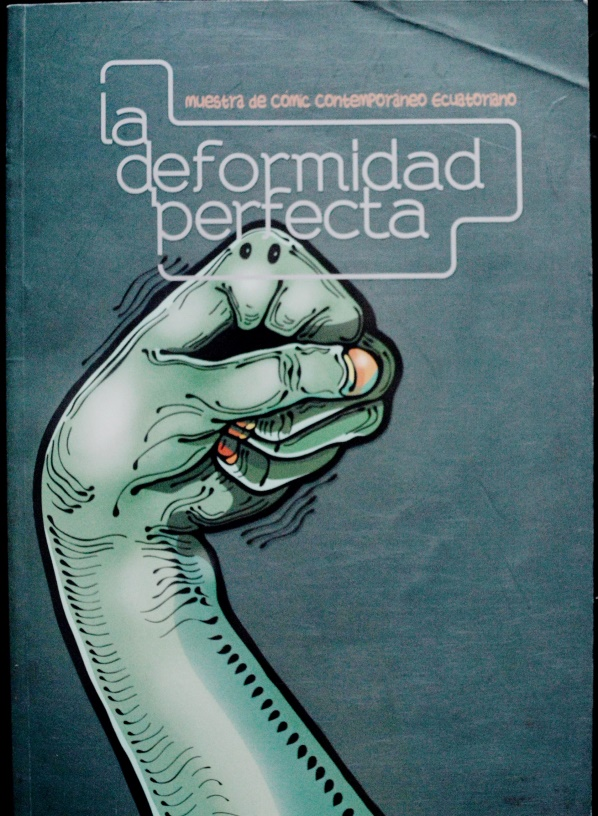 muestra de cómic contemporáneo Ecuatoriano
la
deformidad
perfecta